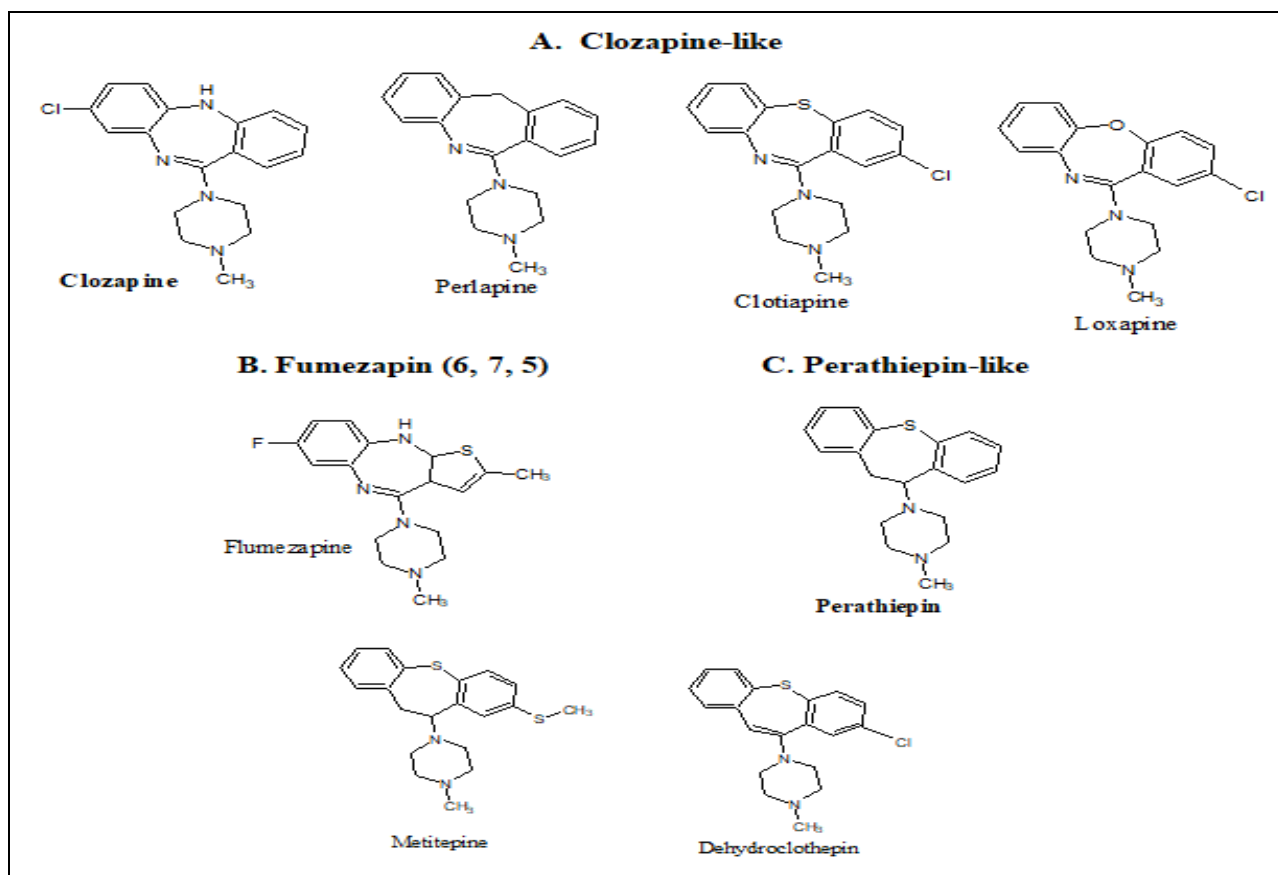 A. Clozapine-like
Cl
H
N
N
N
N
CH3
Clozapine
N
N
N
CH3
Perlapine
S
N
Cl
N
N
CH3
Clotiapine
O
N
Cl
N
N
CH3
Loxapine
B. Fumezapin (6, 7, 5)
C. Perathiepin-like
F
H
N
S
CH3
N
N
N
CH3
Flumezapine
S
N
N
CH3
Perathiepin
S
S
CH3
N
N
CH3
Metitepine
S
Cl
N
N
CH3
Dehydroclothepin